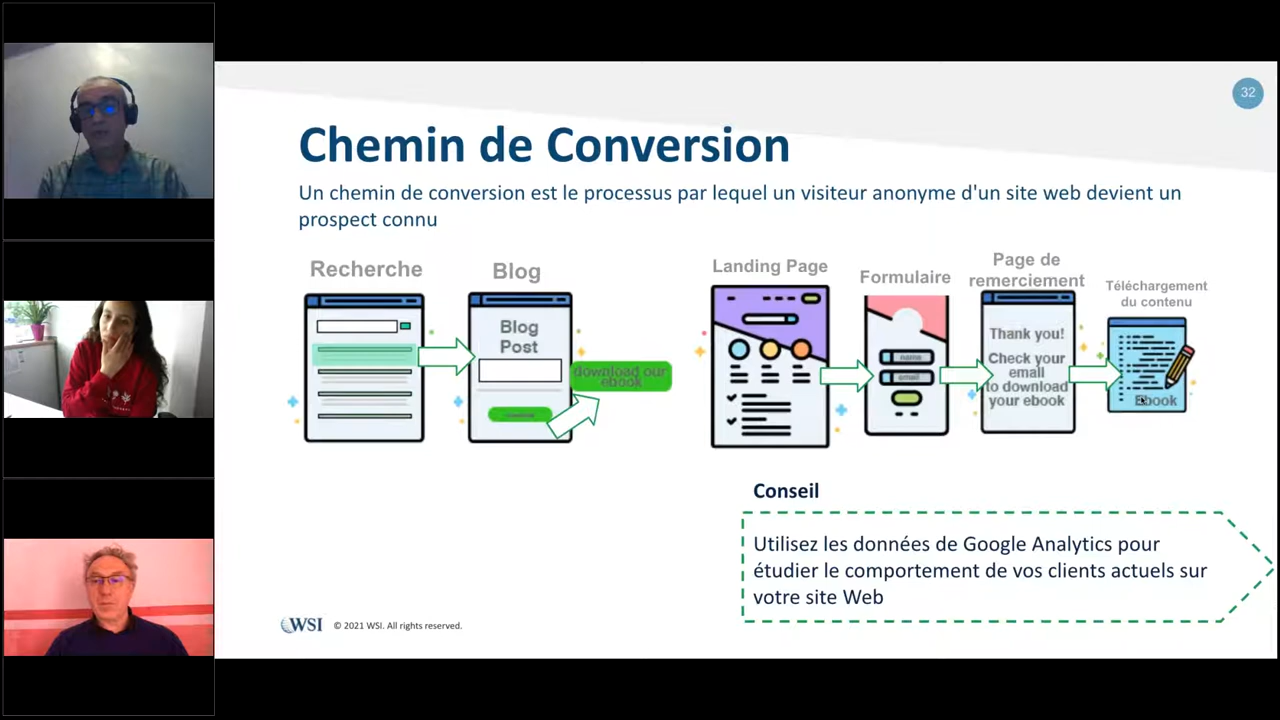 32
Chemin de Conversion
Un chemin de conversion est le processus par lequel un visiteur anonyme d'un site web devient un
prospect connu
Recherche
Blog
Blog
Post
download our
ebook
Landing Page
Formulaire
name
email
Page de
remerciement
Thank you!
Check your
email
to download
your ebook
Téléchargement
du contenu
Ebook
Conseil
Utilisez les données de Google Analytics pour
étudier le comportement de vos clients actuels sur
votre site Web
WSI
© 2021 WSI. All rights reserved.